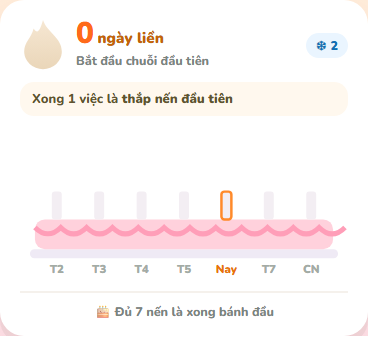 0 ngày liền
Bắt đầu chuỗi đầu tiên
2
Xong 1 việc là thắp nến đầu tiên
T2 T3 T4 T5 Nay T7 CN
Đủ 7 nến là xong bánh đầu